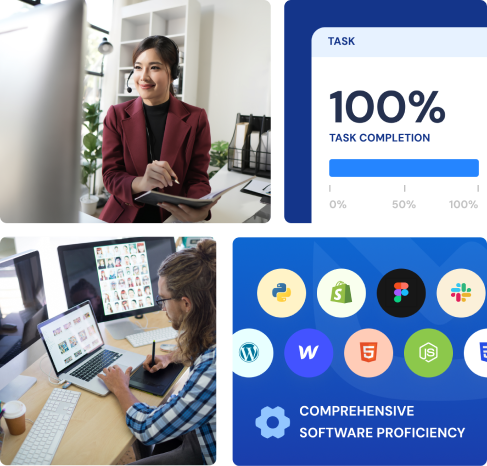 TASK
100%
TASK COMPLETION
0% 50% 100%
COMPREHENSIVE
SOFTWARE PROFICIENCY